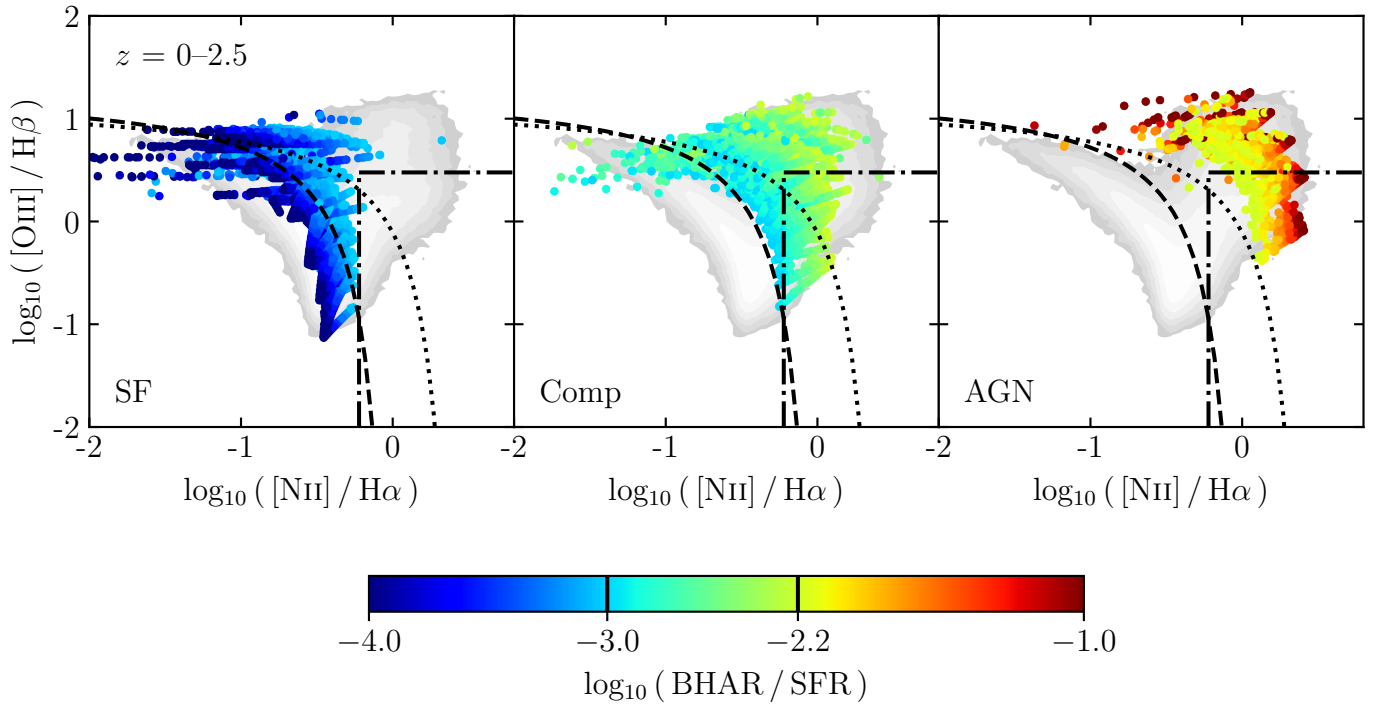 2
1
0
-1
-2
log₁₀ ( [OIII] / Hβ )
z = 0–2.5
SF
Comp
AGN
-2 -1 0 -2 -1 0 -2 -1 0
log₁₀ ( [NII] / Hα ) log₁₀ ( [NII] / Hα ) log₁₀ ( [NII] / Hα )
−4.0 −3.0 −2.2 −1.0
log₁₀ ( BHAR / SFR )